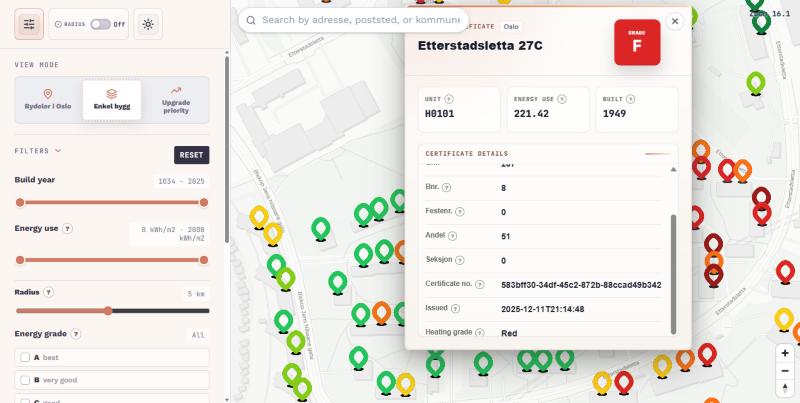 RADIUS
Off
VIEW MODE
Bydeler i Oslo
Enkel bygg
Upgrade priority
FILTERS
RESET
Build year
1034 - 2025
Energy use ?
0 kWh/m2 - 2000 kWh/m2
Radius ?
5 km
Energy grade ?
All
A best
B very good
Search by adresse, poststed, or kommune
Oslo
Etterstadsletta 27C
GRADE
F
UNIT ?
H0101
ENERGY USE ?
221.42
BUILT ?
1949
CERTIFICATE DETAILS
Bnr. ?
8
Festenr. ?
0
Andel ?
51
Seksjon ?
0
Certificate no. ?
583bff30-34df-45c2-872b-88ccad49b342
Issued ?
2025-12-11T21:14:48
Heating grade ?
Red
16.1